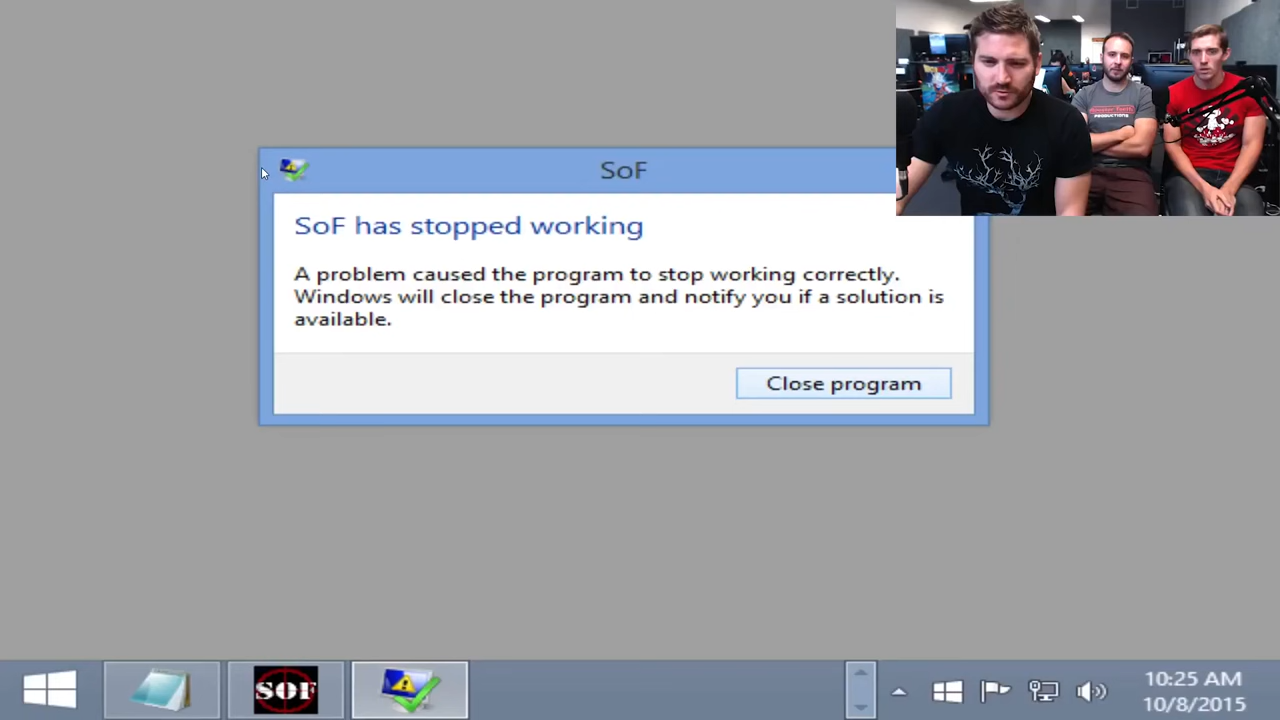 SoF
SoF has stopped working
A problem caused the program to stop working correctly.
Windows will close the program and notify you if a solution is
available.
Close program
PRODUCTIONS
SOF
10:25 AM
10/8/2015